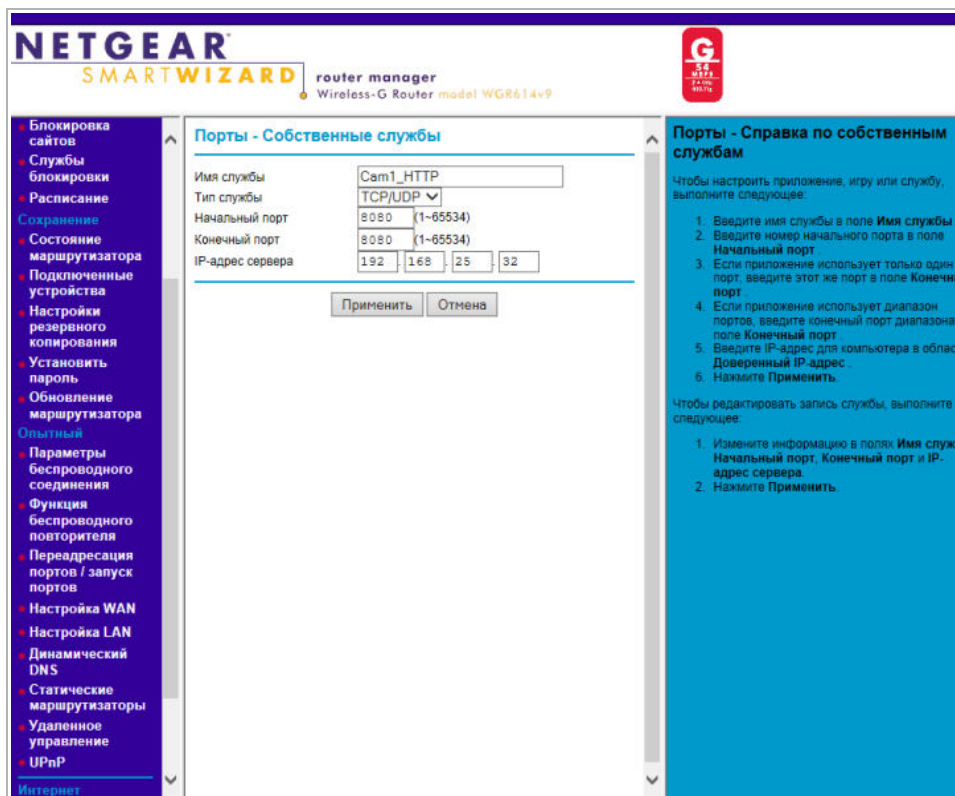 NETGEAR
SMARTWIZARD
router manager
Wireless-G Router model WGR614v9
G
54
MBPS
Блокировка
сайтов
Службы
блокировки
Расписание
Сохранение
Состояние
маршрутизатора
Подключенные
устройства
Настройки
резервного
копирования
Установить
пароль
Обновление
маршрутизатора
Опытный
Параметры
беспроводного
соединения
Функция
беспроводного
повторителя
Переадресация
портов / запуск
портов
Настройка WAN
Настройка LAN
Динамический
DNS
Статические
маршрутизаторы
Удаленное
управление
UPnP
Интернет
Порты - Собственные службы
Имя службы Cam1_HTTP
Тип службы TCP/UDP
Начальный порт 8080 (1~65534)
Конечный порт 8080 (1~65534)
IP-адрес сервера 192 . 168 . 25 . 32
Применить Отмена
Порты - Справка по собственным
службам
Чтобы настроить приложение, игру или службу,
выполните следующее:
1. Введите имя службы в поле Имя службы
2. Введите номер начального порта в поле
Начальный порт .
3. Если приложение использует только один
порт, введите этот же порт в поле Конечн
порт .
4. Если приложение использует диапазон
портов, введите конечный порт диапазона
поле Конечный порт .
5. Введите IP-адрес для компьютера в облас
Доверенный IP-адрес .
6. Нажмите Применить.
Чтобы редактировать запись службы, выполните
следующее:
1. Измените информацию в полях Имя служ
Начальный порт, Конечный порт и IP-
адрес сервера.
2. Нажмите Применить.